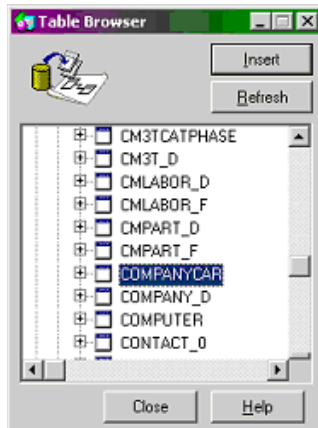 Table Browser
Insert
Refresh
CM3TCATPHASE
CM3T_D
CMLABOR_D
CMLABOR_F
CMPART_D
CMPART_F
COMPANYCAR
COMPANY_D
COMPUTER
CONTACT_0
Close
Help